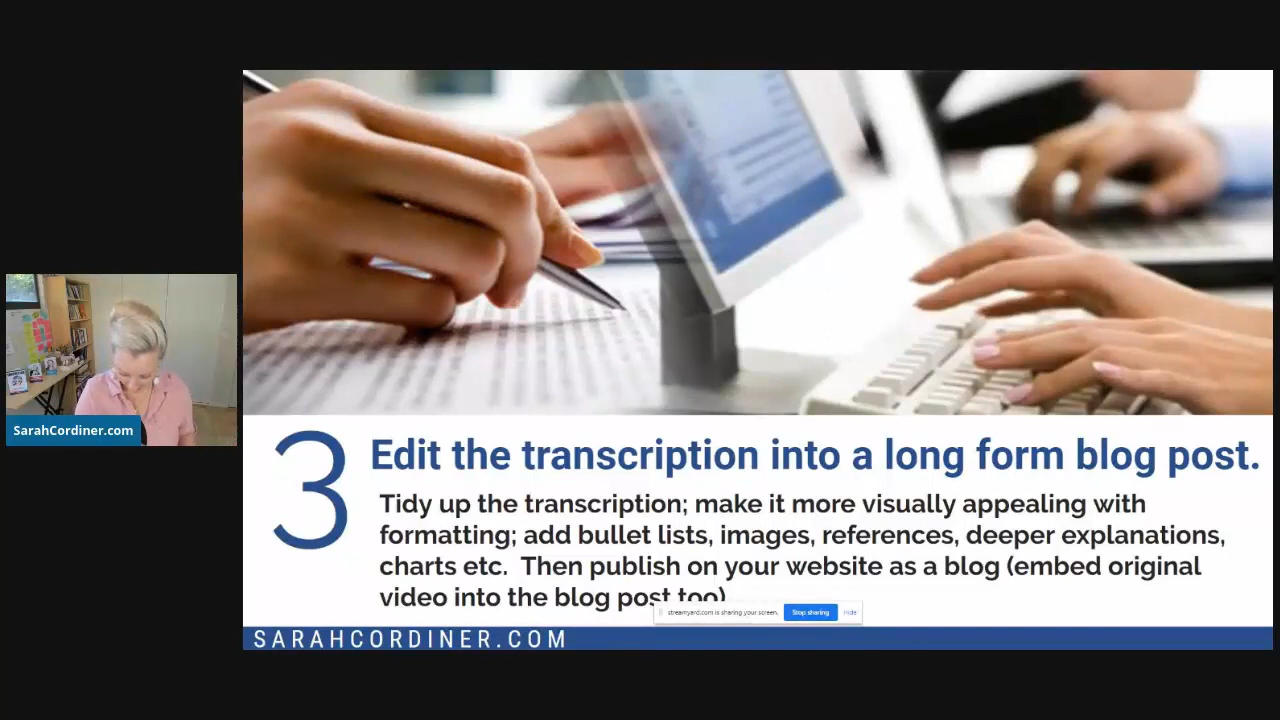 SarahCordiner.com
3
Edit the transcription into a long form blog post.
Tidy up the transcription; make it more visually appealing with
formatting; add bullet lists, images, references, deeper explanations,
charts etc. Then publish on your website as a blog (embed original
video into the blog post too)
streamyard.com is sharing your screen.
Stop sharing
Hide
SARAHCORDINER.COM